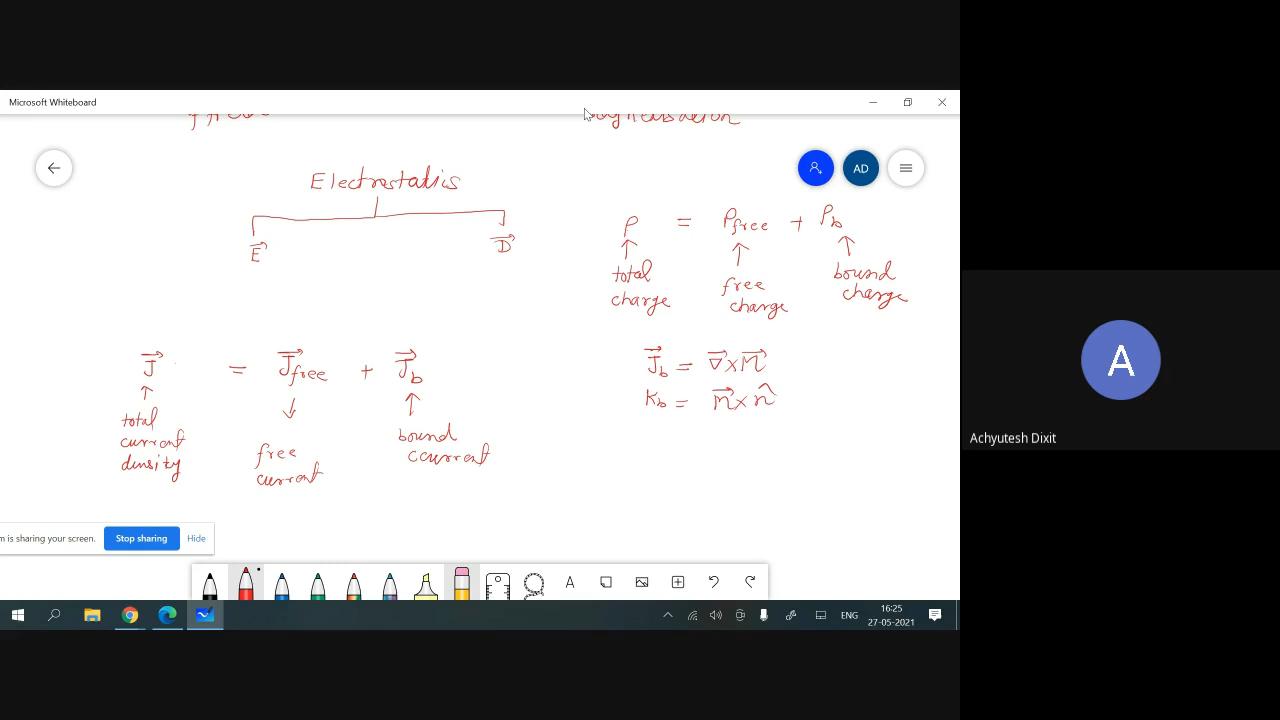 Microsoft Whiteboard
Electrostatics
E⃗ D⃗
AD
ρ = ρfree + ρb
total charge
free charge
bound charge
J⃗ = J⃗free + J⃗b
total current density
free current
bound ccurrent
J⃗b = ∇⃗×M⃗
Kb = M⃗×n̂
m is sharing your screen. Stop sharing Hide
A
Achyutesh Dixit
A
ENG
16:25
27-05-2021